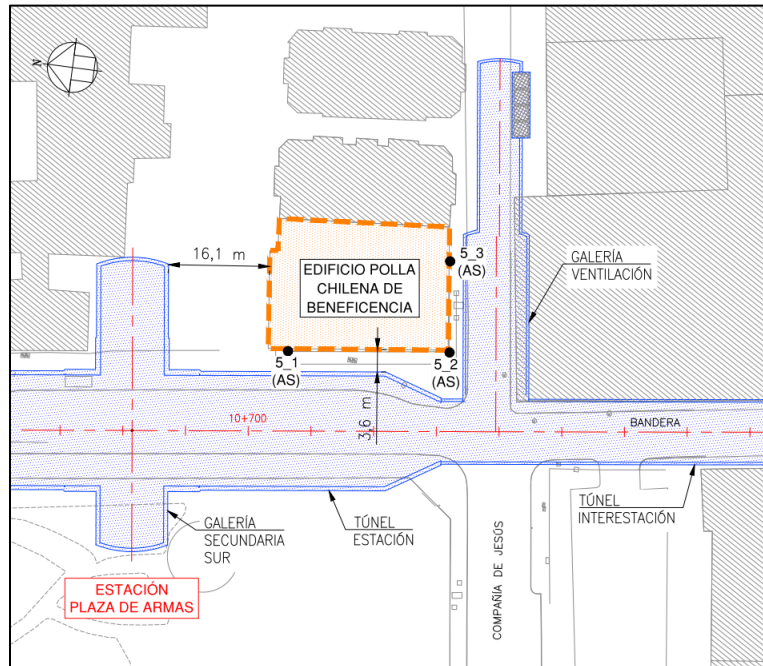 N
16,1 m
EDIFICIO POLLA
CHILENA DE
BENEFICENCIA
5_3
(AS)
GALERÍA
VENTILACIÓN
5_1
(AS)
5_2
(AS)
3,6 m
10+700
BANDERA
GALERÍA
SECUNDARIA
SUR
TÚNEL
ESTACIÓN
TÚNEL
INTERESTACIÓN
COMPAÑÍA DE JESÚS
ESTACIÓN
PLAZA DE ARMAS